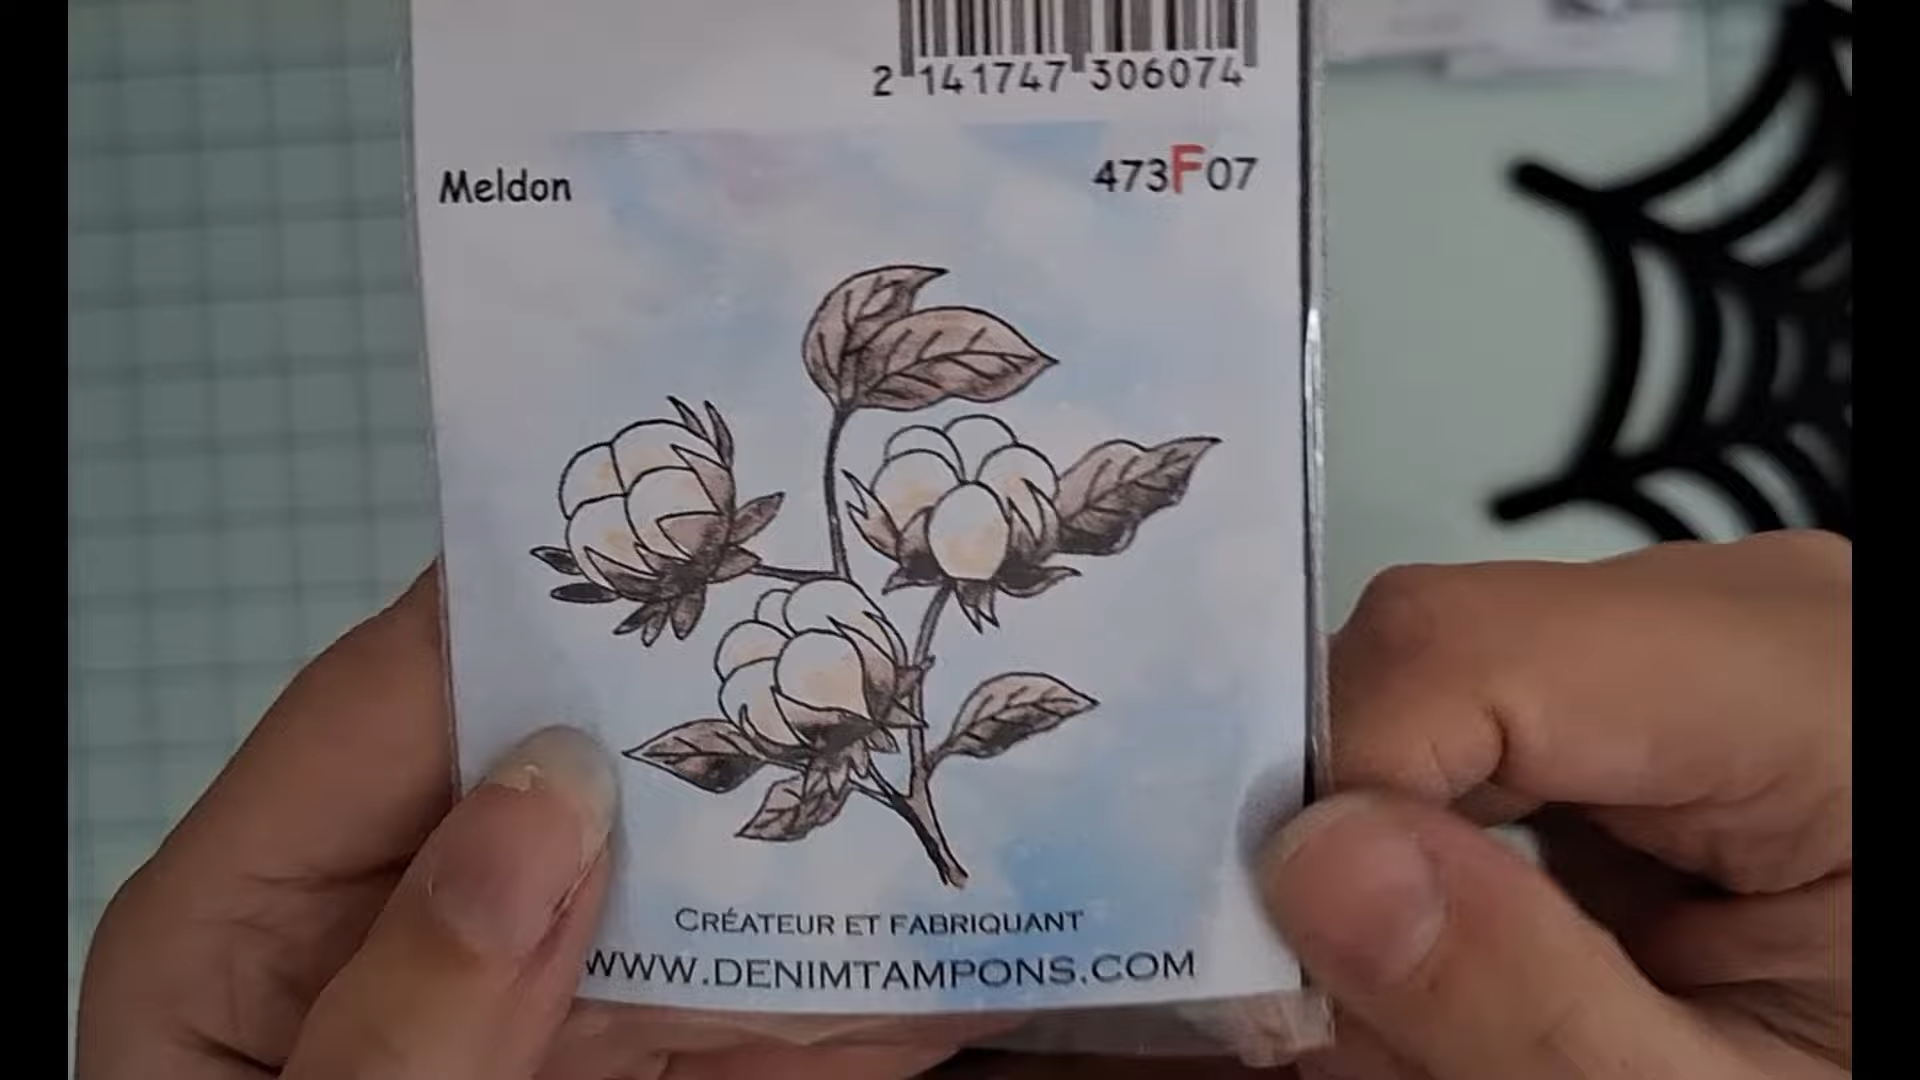 2 141747 306074
Meldon
473F07
CRÉATEUR ET FABRIQUANT
WWW.DENIMTAMPONS.COM